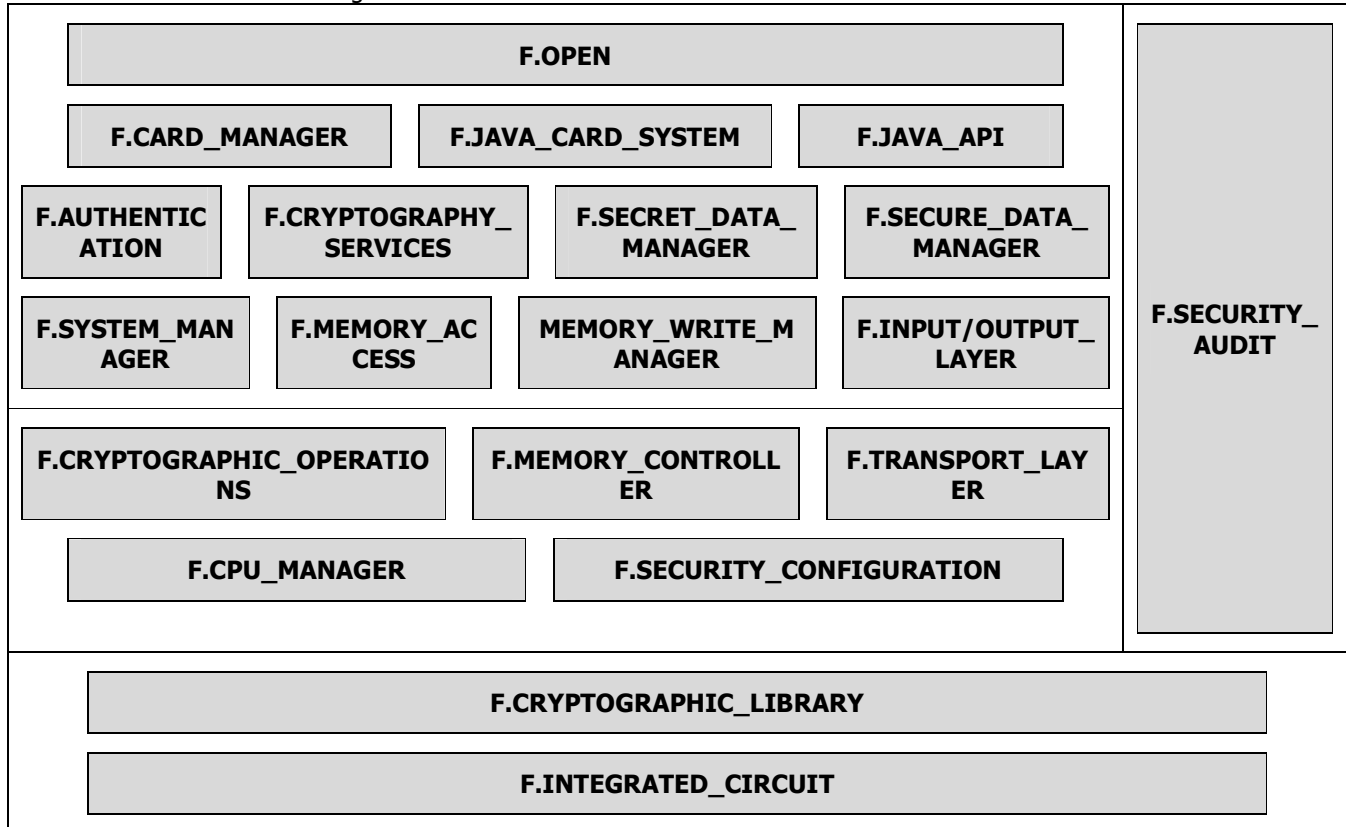 F.OPEN
F.CARD_MANAGER
F.JAVA_CARD_SYSTEM
F.JAVA_API
F.AUTHENTIC
ATION
F.CRYPTOGRAPHY_
SERVICES
F.SECRET_DATA_
MANAGER
F.SECURE_DATA_
MANAGER
F.SYSTEM_MAN
AGER
F.MEMORY_AC
CESS
MEMORY_WRITE_M
ANAGER
F.INPUT/OUTPUT_
LAYER
F.SECURITY_
AUDIT
F.CRYPTOGRAPHIC_OPERATIO
NS
F.MEMORY_CONTROLL
ER
F.TRANSPORT_LAY
ER
F.CPU_MANAGER
F.SECURITY_CONFIGURATION
F.CRYPTOGRAPHIC_LIBRARY
F.INTEGRATED_CIRCUIT